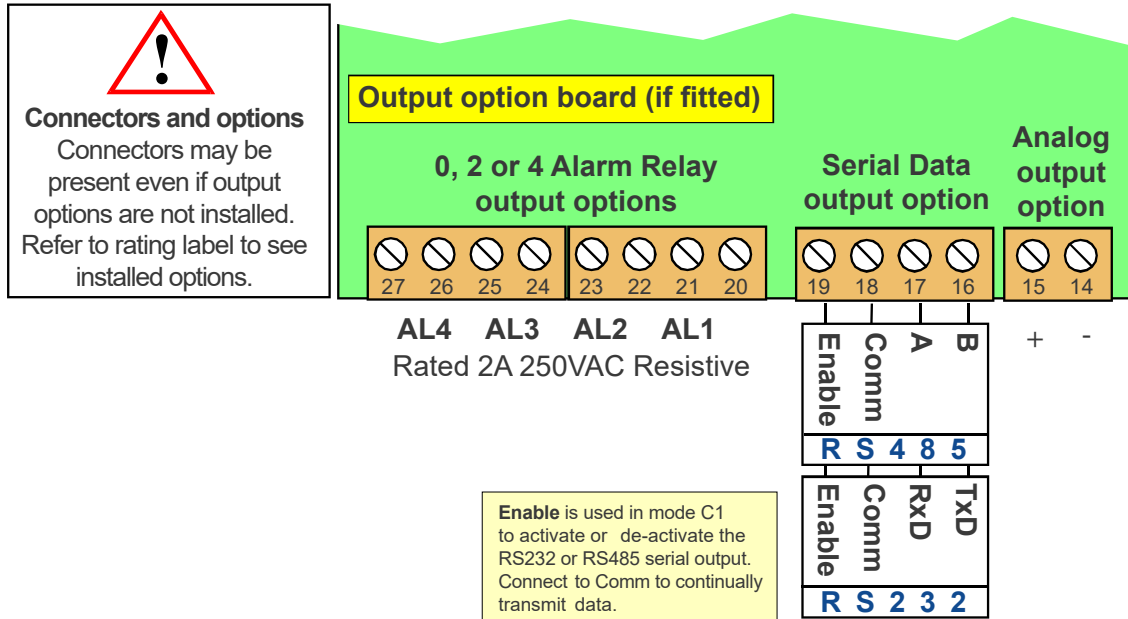 !
Connectors and options
Connectors may be
present even if output
options are not installed.
Refer to rating label to see
installed options.
Output option board (if fitted)
0, 2 or 4 Alarm Relay
output options
Serial Data
output option
Analog
output
option
27 26 25 24 23 22 21 20
19 18 17 16
15 14
AL4 AL3 AL2 AL1
Rated 2A 250VAC Resistive
+ -
Enable Comm A B
R S 4 8 5
Enable Comm RxD TxD
R S 2 3 2
Enable is used in mode C1
to activate or de-activate the
RS232 or RS485 serial output.
Connect to Comm to continually
transmit data.